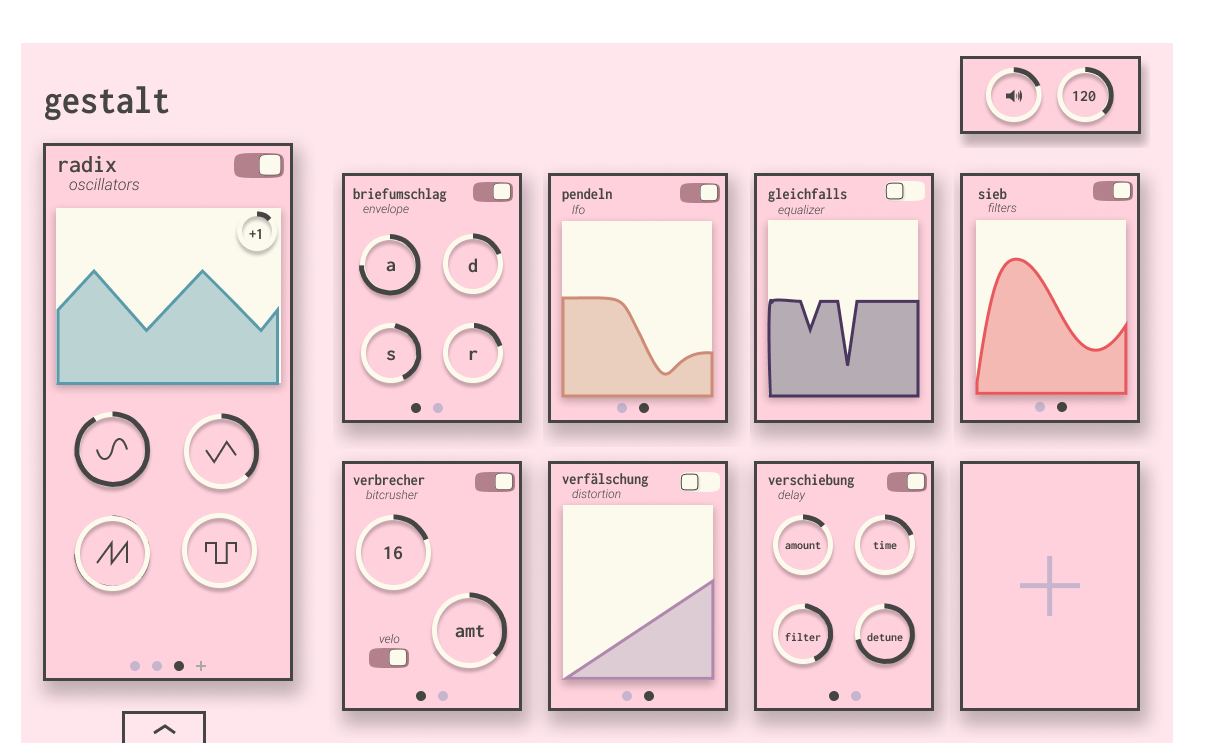 gestalt
120
radix
oscillators
+1
briefumschlag
envelope
a
d
s
r
pendeln
lfo
gleichfalls
equalizer
sieb
filters
verbrecher
bitcrusher
16
amt
velo
verfälschung
distortion
verschiebung
delay
amount
time
filter
detune